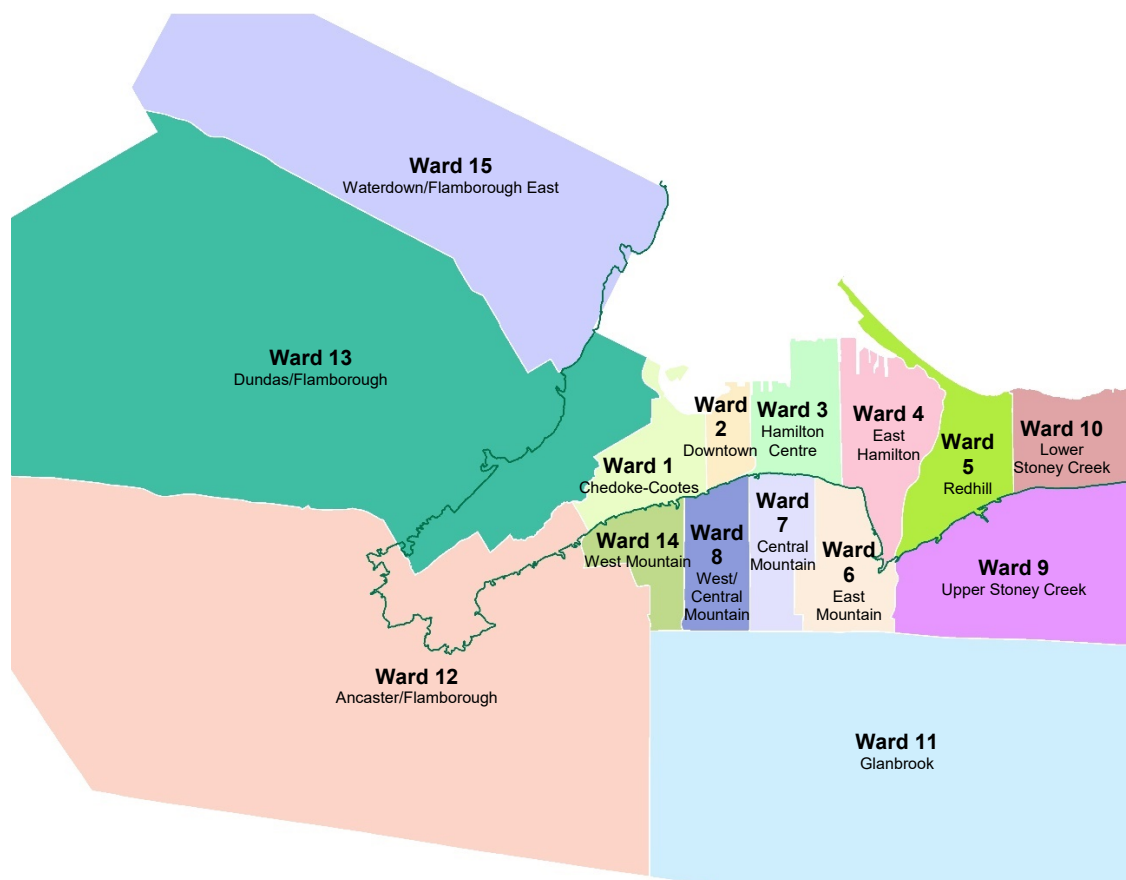 Ward 15
Waterdown/Flamborough East
Ward 13
Dundas/Flamborough
Ward 1
Chedoke-Cootes
Ward
2
Downtown
Ward 3
Hamilton
Centre
Ward 4
East
Hamilton
Ward
5
Redhill
Ward 10
Lower
Stoney Creek
Ward 14
West Mountain
Ward
8
West/
Central
Mountain
Ward
7
Central
Mountain
Ward
6
East
Mountain
Ward 9
Upper Stoney Creek
Ward 12
Ancaster/Flamborough
Ward 11
Glanbrook